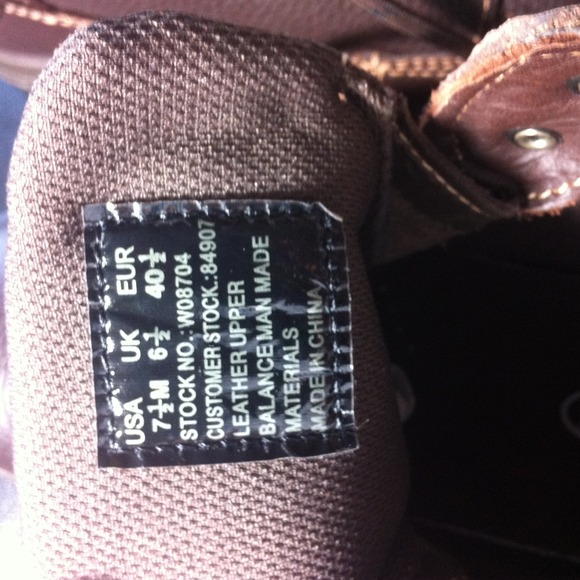 USA UK EUR
7½M 6½ 40½
STOCK NO.: W08704
CUSTOMER STOCK.:84907
LEATHER UPPER
BALANCE MAN MADE
MATERIALS
MADE IN CHINA